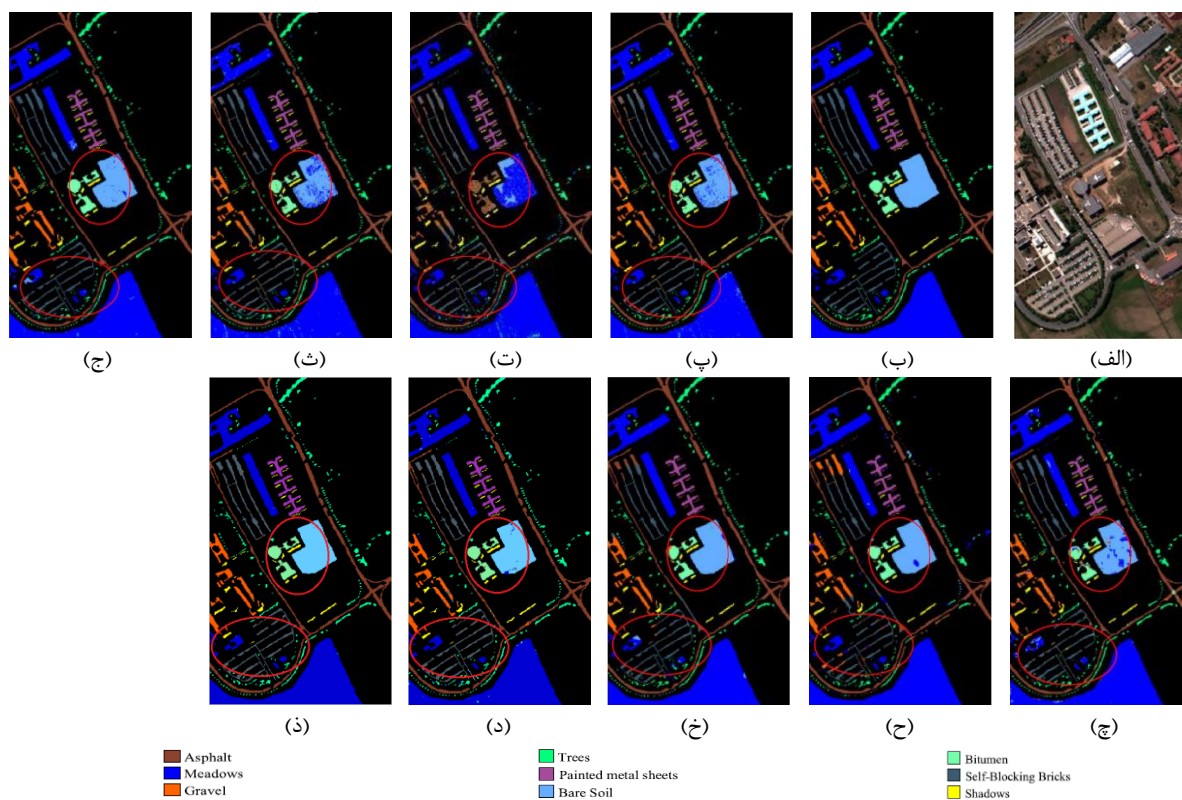 (الف)
(ب)
(پ)
(ت)
(ث)
(ج)
(چ)
(ح)
(خ)
(د)
(ذ)
Asphalt
Meadows
Gravel
Trees
Painted metal sheets
Bare Soil
Bitumen
Self-Blocking Bricks
Shadows